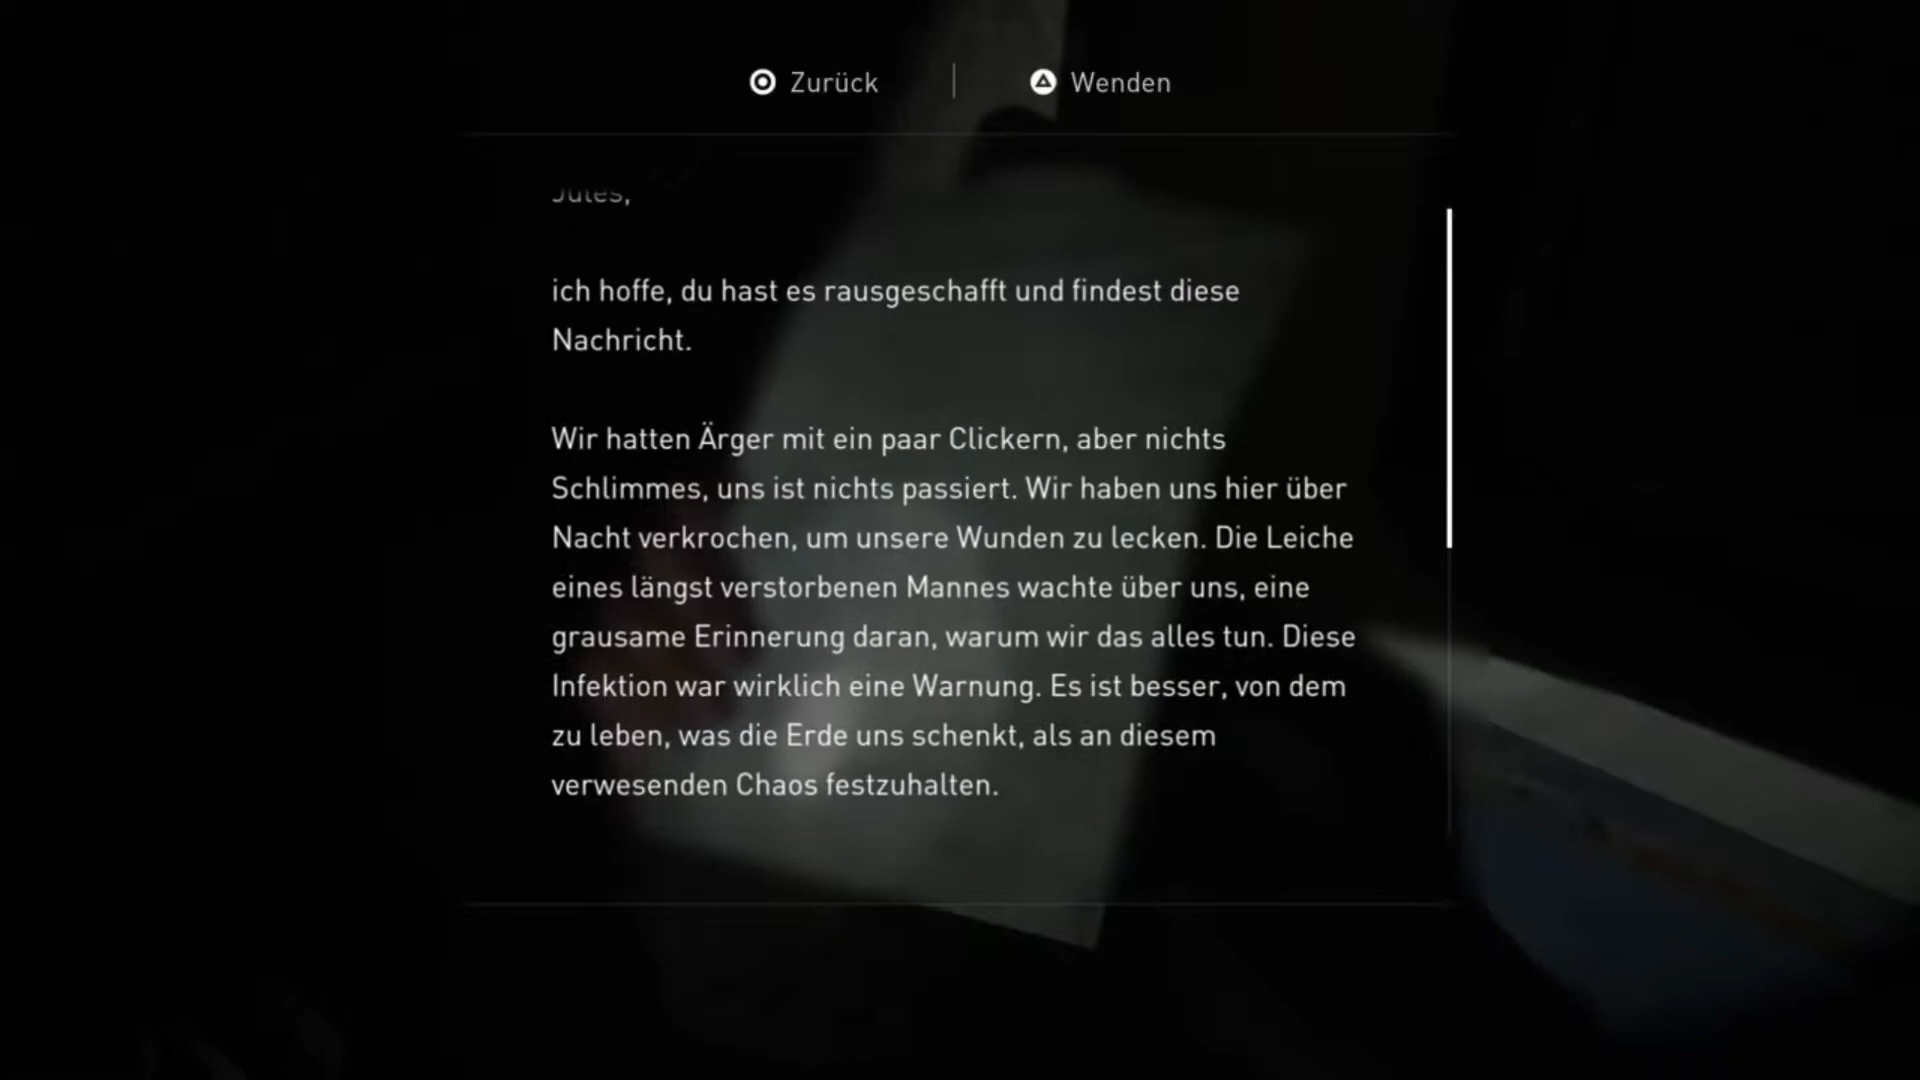 Zurück
Wenden
Jules,
ich hoffe, du hast es rausgeschafft und findest diese
Nachricht.
Wir hatten Ärger mit ein paar Clickern, aber nichts
Schlimmes, uns ist nichts passiert. Wir haben uns hier über
Nacht verkrochen, um unsere Wunden zu lecken. Die Leiche
eines längst verstorbenen Mannes wachte über uns, eine
grausame Erinnerung daran, warum wir das alles tun. Diese
Infektion war wirklich eine Warnung. Es ist besser, von dem
zu leben, was die Erde uns schenkt, als an diesem
verwesenden Chaos festzuhalten.